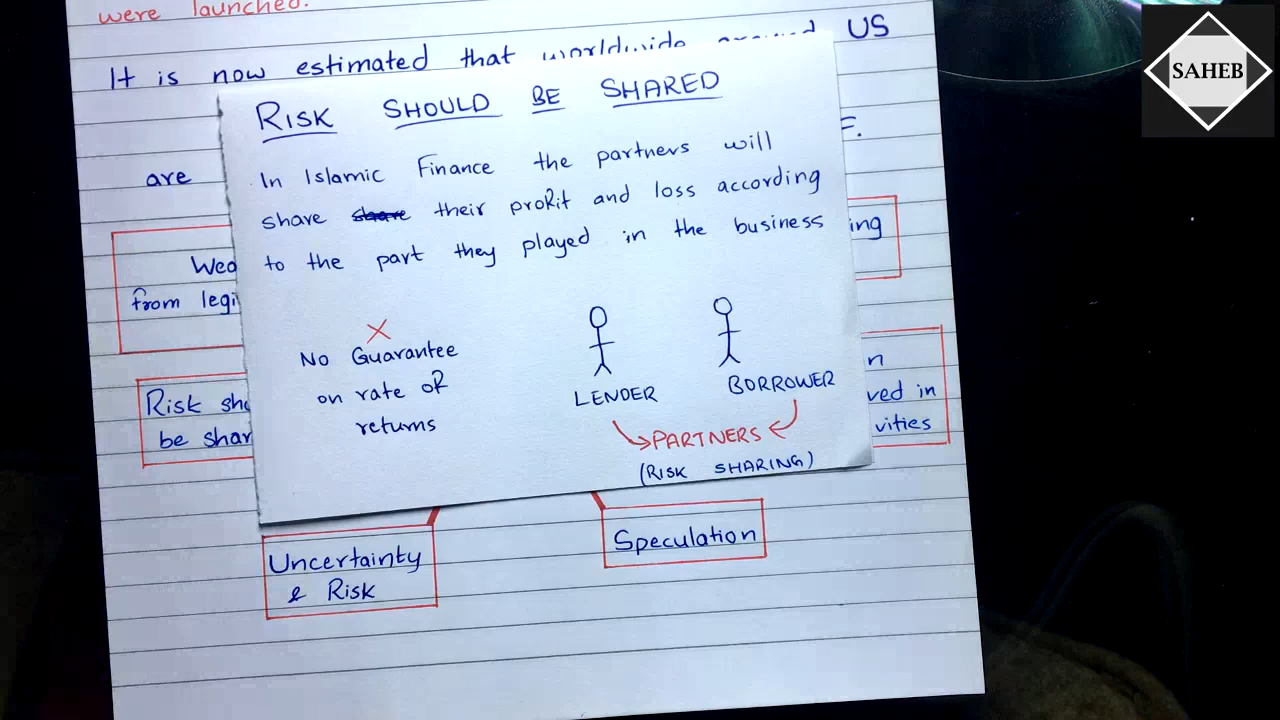 were launched.
It is now estimated that worldwide US
SAHEB
RISK SHOULD BE SHARED
F.
are
In Islamic Finance the partners will
share share their profit and loss according
to the part they played in the business
ing
Wea
from legi
No Guarantee
on rate of
returns
LENDER
BORROWER
PARTNERS
(RISK SHARING)
n
ved in
vities
Risk sho
be shar
Uncertainty
& Risk
Speculation